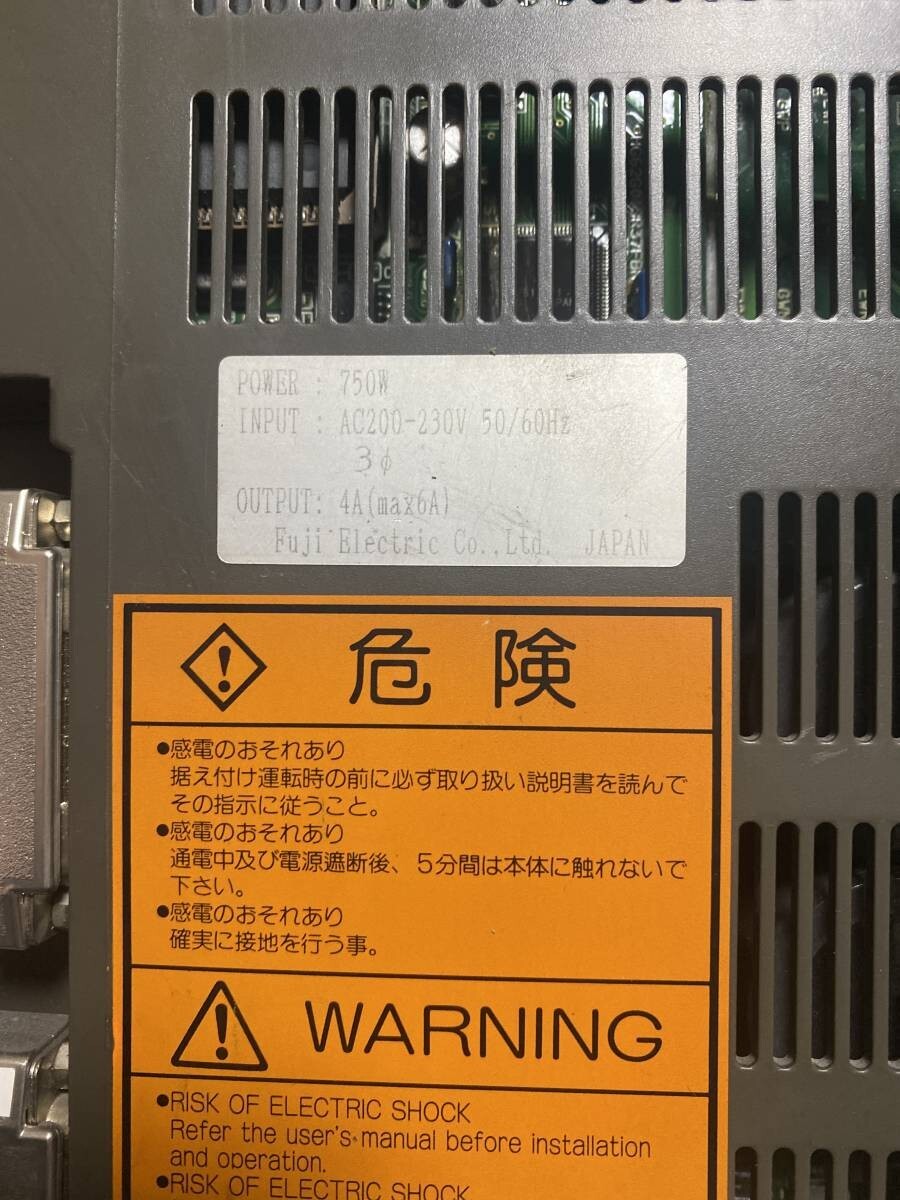 POWER : 750W
INPUT : AC200-230V 50/60Hz
3φ
OUTPUT: 4A(max6A)
Fuji Electric Co.,Ltd. JAPAN
危 険
●感電のおそれあり
据え付け運転時の前に必ず取り扱い説明書を読んで
その指示に従うこと。
●感電のおそれあり
通電中及び電源遮断後、5分間は本体に触れないで
下さい。
●感電のおそれあり
確実に接地を行う事。
WARNING
●RISK OF ELECTRIC SHOCK
Refer the user's manual before installation
and operation.
●RISK OF ELECTRIC SHOCK